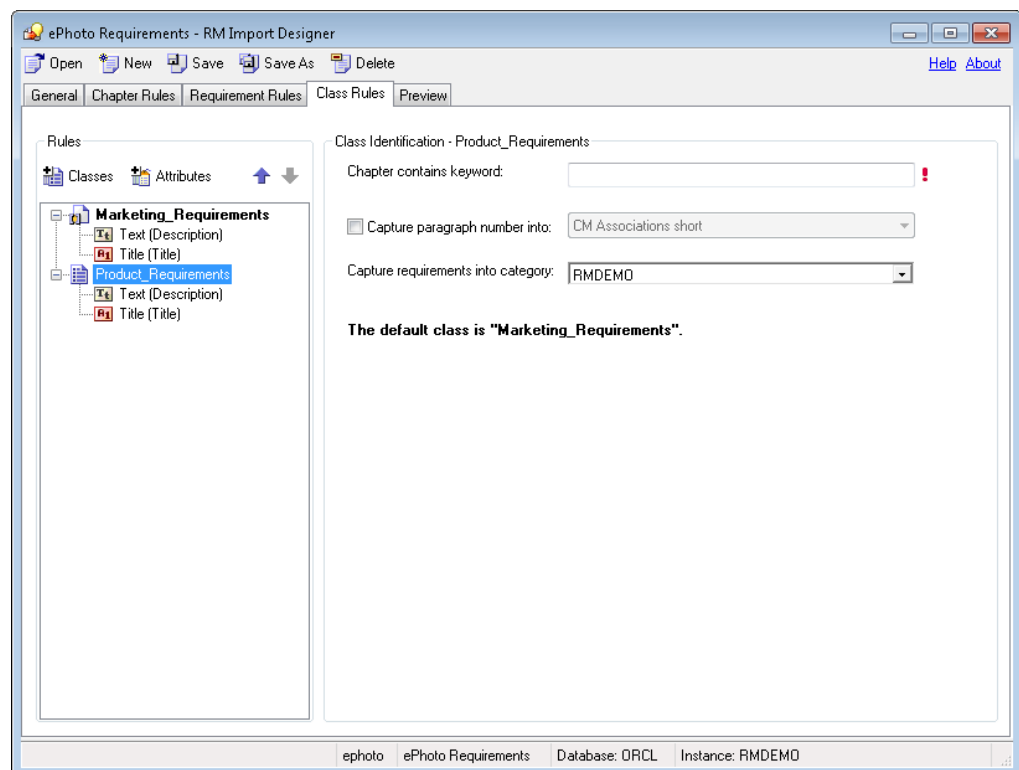 ePhoto Requirements - RM Import Designer
Open New Save Save As Delete Help About
General Chapter Rules Requirement Rules Class Rules Preview
Rules
Classes Attributes
Marketing_Requirements
Text (Description)
Title (Title)
Product_Requirements
Text (Description)
Title (Title)
Class Identification - Product_Requirements
Chapter contains keyword:
Capture paragraph number into: CM Associations short
Capture requirements into category: RMDEMO
The default class is "Marketing_Requirements".
ephoto ePhoto Requirements Database: ORCL Instance: RMDEMO